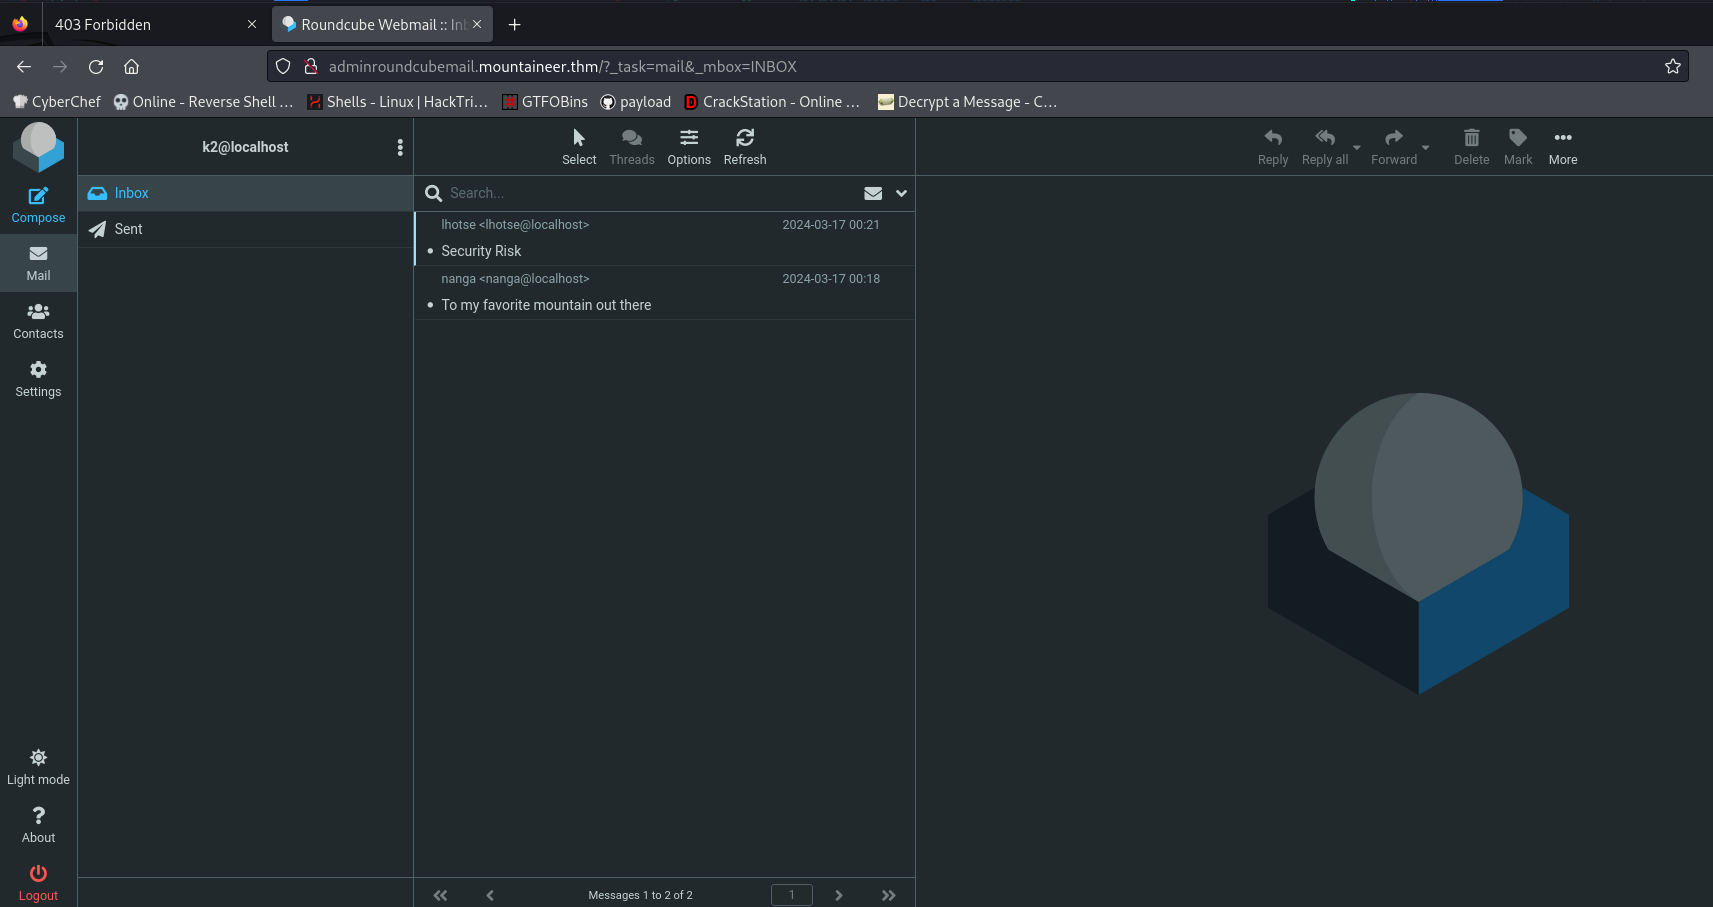 403 Forbidden
Roundcube Webmail :: Inb
adminroundcubemail.mountaineer.thm/?_task=mail&_mbox=INBOX
CyberChef Online - Reverse Shell ... Shells - Linux | HackTri... GTFOBins payload CrackStation - Online ... Decrypt a Message - C...
k2@localhost
Select Threads Options Refresh
Reply Reply all Forward Delete Mark More
Compose
Mail
Contacts
Settings
Light mode
About
Logout
Inbox
Sent
Search...
lhotse <lhotse@localhost> 2024-03-17 00:21
• Security Risk
nanga <nanga@localhost> 2024-03-17 00:18
• To my favorite mountain out there
Messages 1 to 2 of 2 1